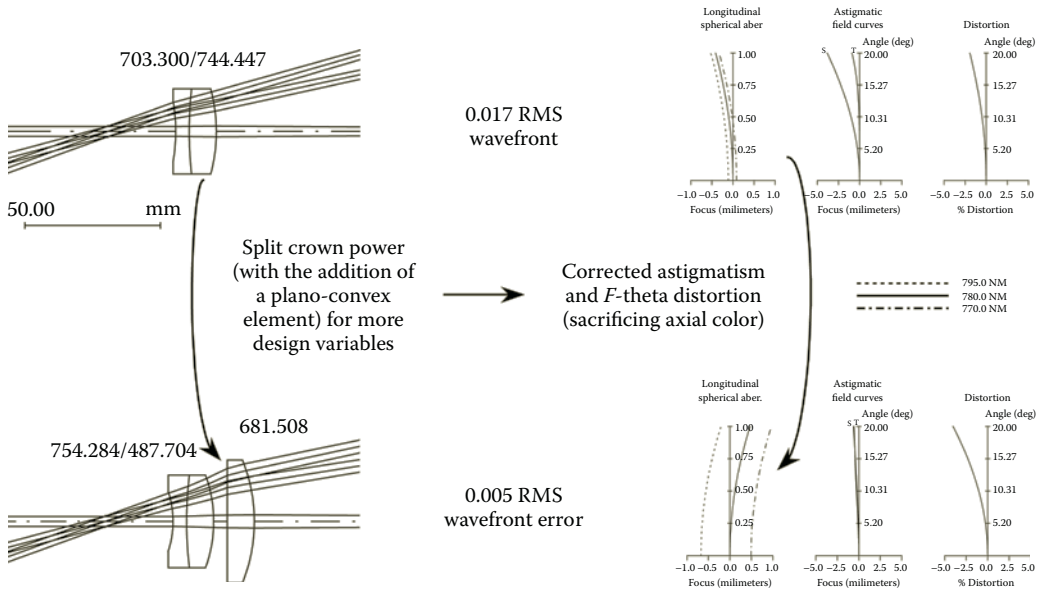 703.300/744.447
50.00 mm
0.017 RMS
wavefront
Longitudinal
spherical aber
1.00
0.75
0.50
0.25
−1.0 −0.5 0.0 0.5 1.0
Focus (milimeters)
Astigmatic
field curves
Angle (deg)
S T 20.00
15.27
10.31
5.20
−5.0 −2.5 0.0 2.5 5.0
Focus (milimeters)
Distortion
Angle (deg)
20.00
15.27
10.31
5.20
−5.0 −2.5 0.0 2.5 5.0
% Distortion
Split crown power
(with the addition of
a plano-convex
element) for more
design variables
Corrected astigmatism
and F-theta distortion
(sacrificing axial color)
795.0 NM
780.0 NM
770.0 NM
754.284/487.704
681.508
0.005 RMS
wavefront error
Longitudinal
spherical aber.
1.00
0.75
0.50
0.25
−1.0 −0.5 0.0 0.5 1.0
Focus (milimeters)
Astigmatic
field curves
Angle (deg)
S T 20.00
15.27
10.31
5.20
−5.0 −2.5 0.0 2.5 5.0
Focus (milimeters)
Distortion
Angle (deg)
20.00
15.27
10.31
5.20
−5.0 −2.5 0.0 2.5 5.0
% Distortion